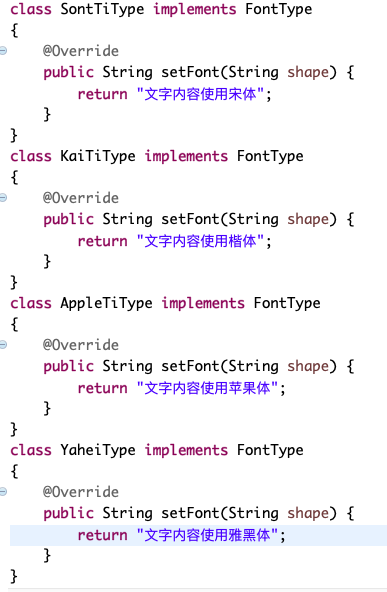 class SontTiType implements FontType
{
    @Override
    public String setFont(String shape) {
        return "文字内容使用宋体";
    }
}
class KaiTiType implements FontType
{
    @Override
    public String setFont(String shape) {
        return "文字内容使用楷体";
    }
}
class AppleTiType implements FontType
{
    @Override
    public String setFont(String shape) {
        return "文字内容使用苹果体";
    }
}
class YaheiType implements FontType
{
    @Override
    public String setFont(String shape) {
        return "文字内容使用雅黑体";
    }
}